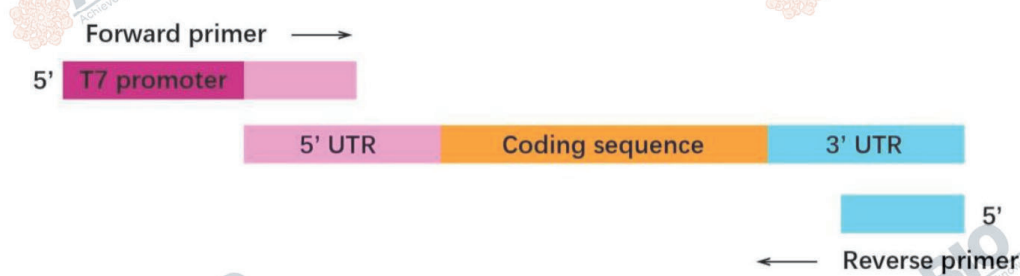 Forward primer
5' T7 promoter
5' UTR Coding sequence 3' UTR
5'
Reverse primer